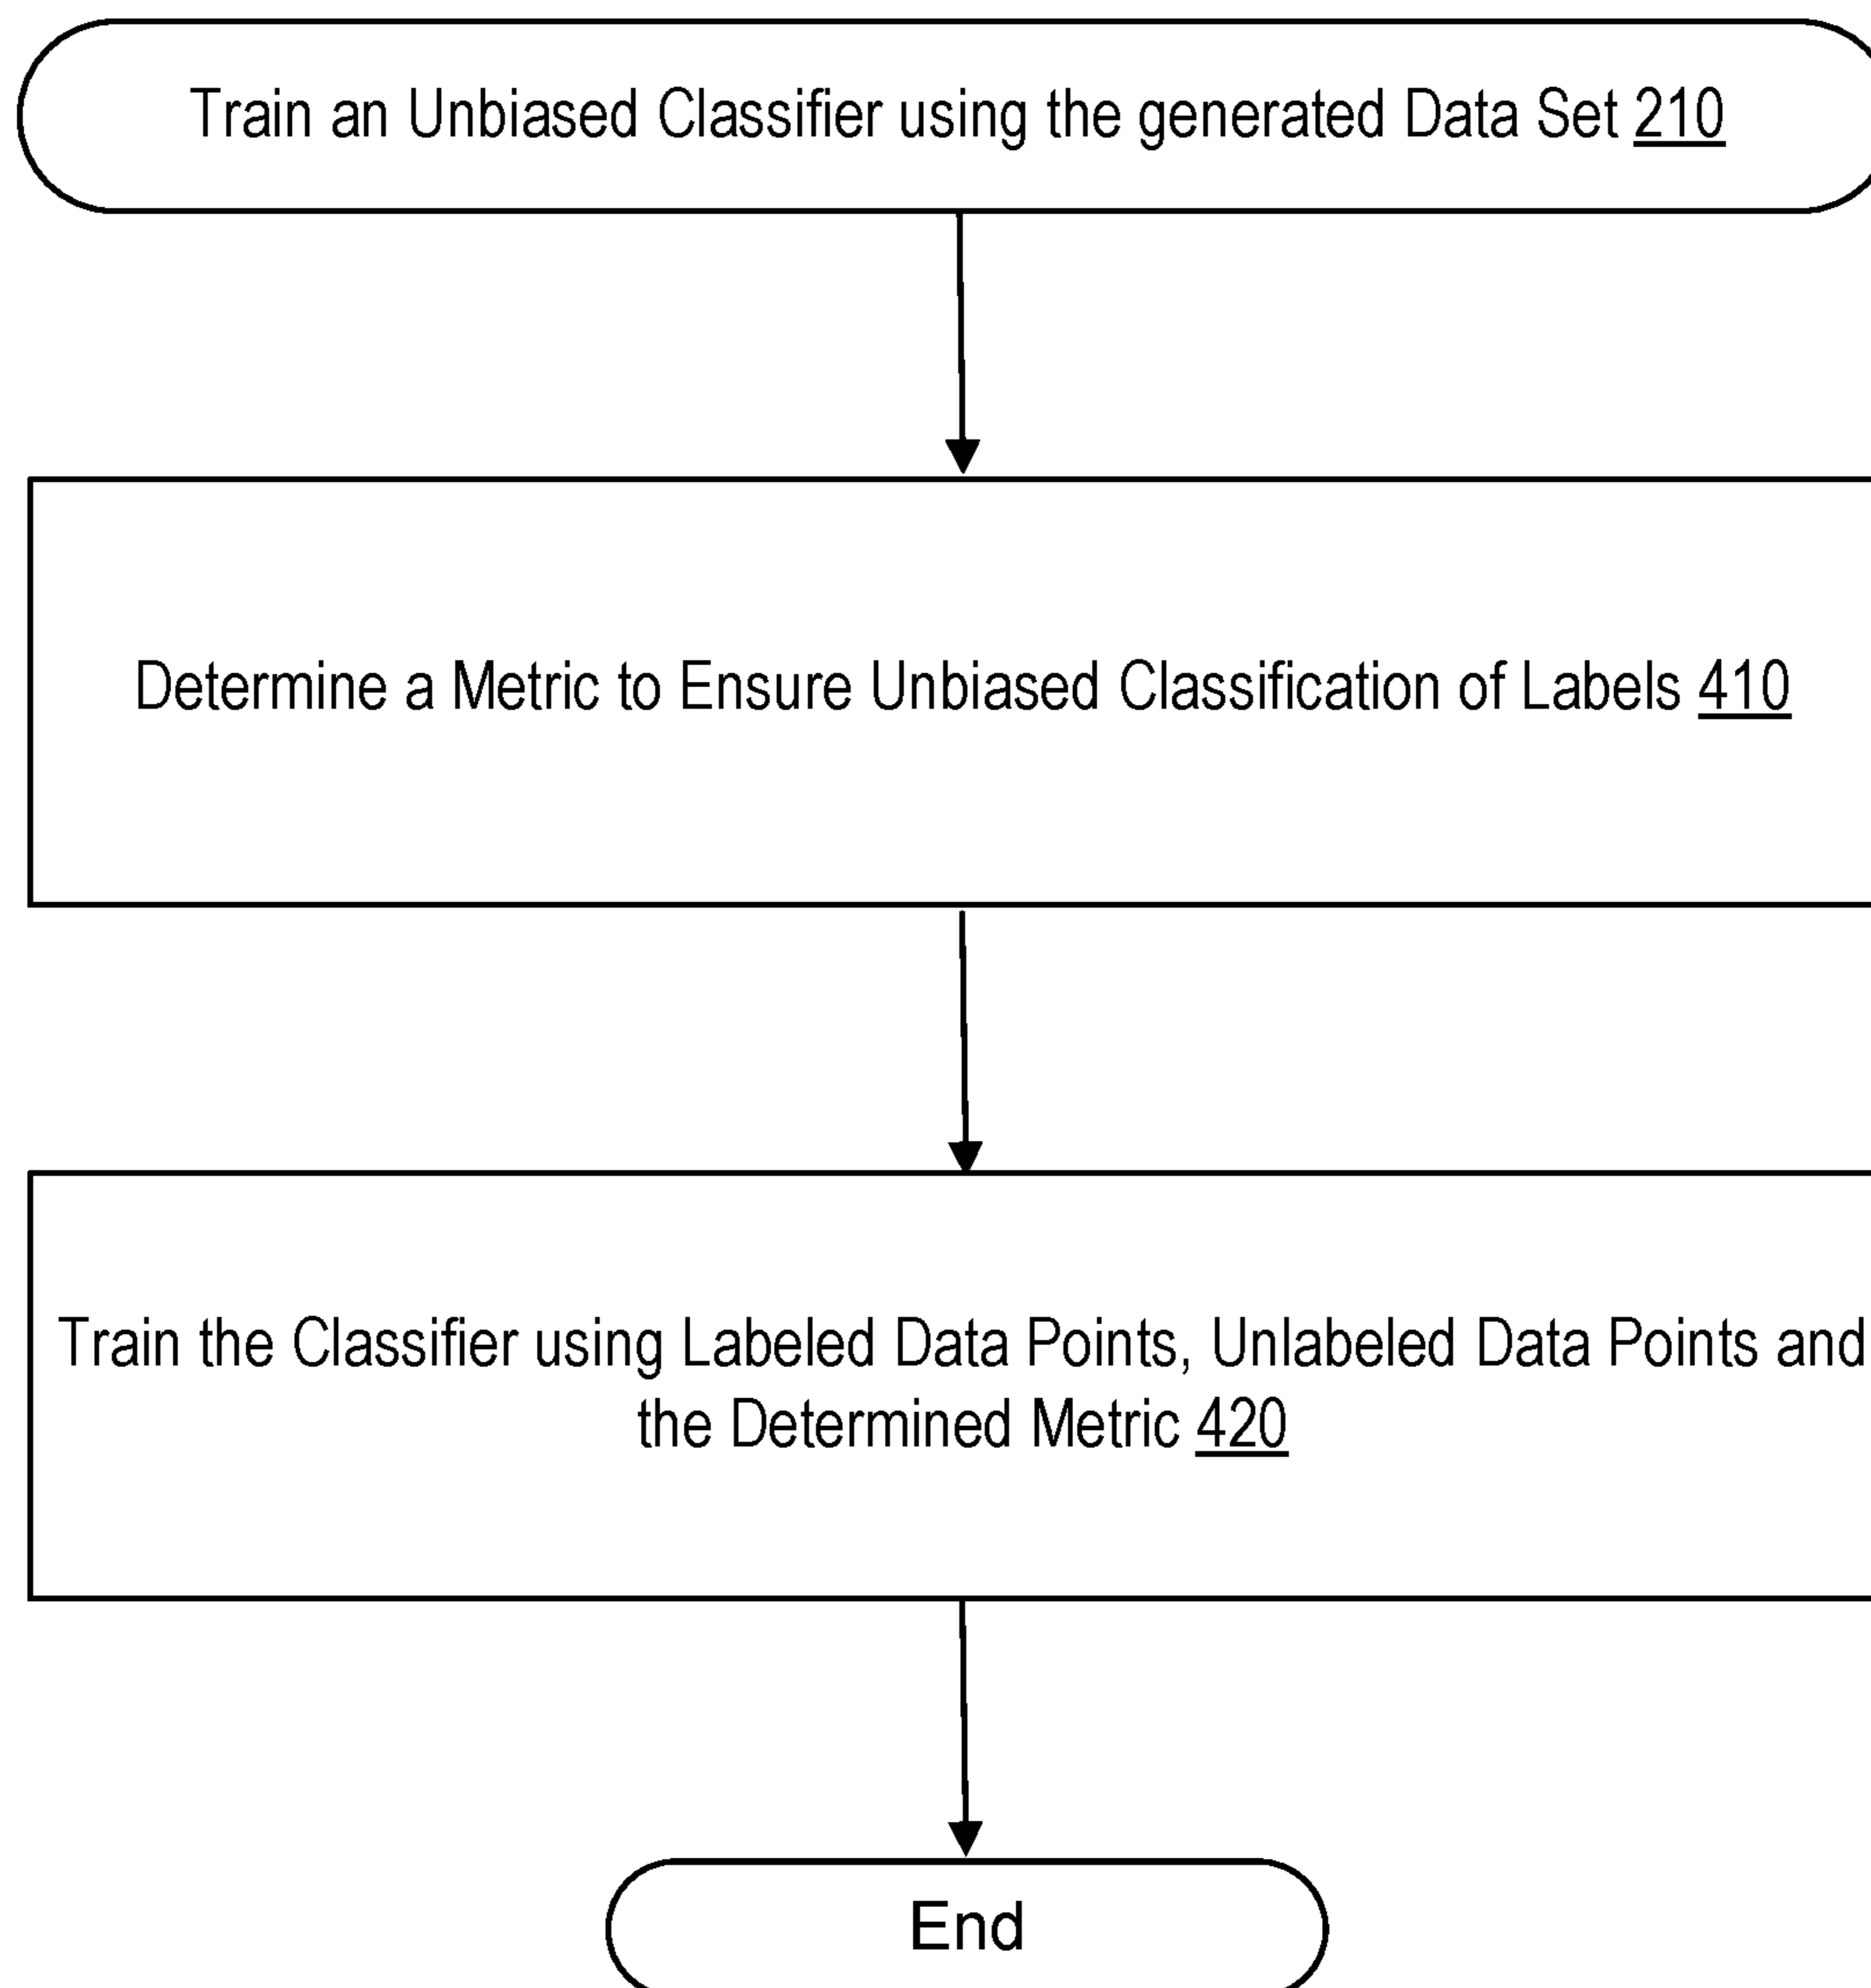 Train an Unbiased Classifier using the generated Data Set 210
Determine a Metric to Ensure Unbiased Classification of Labels 410
Train the Classifier using Labeled Data Points, Unlabeled Data Points and
the Determined Metric 420
End